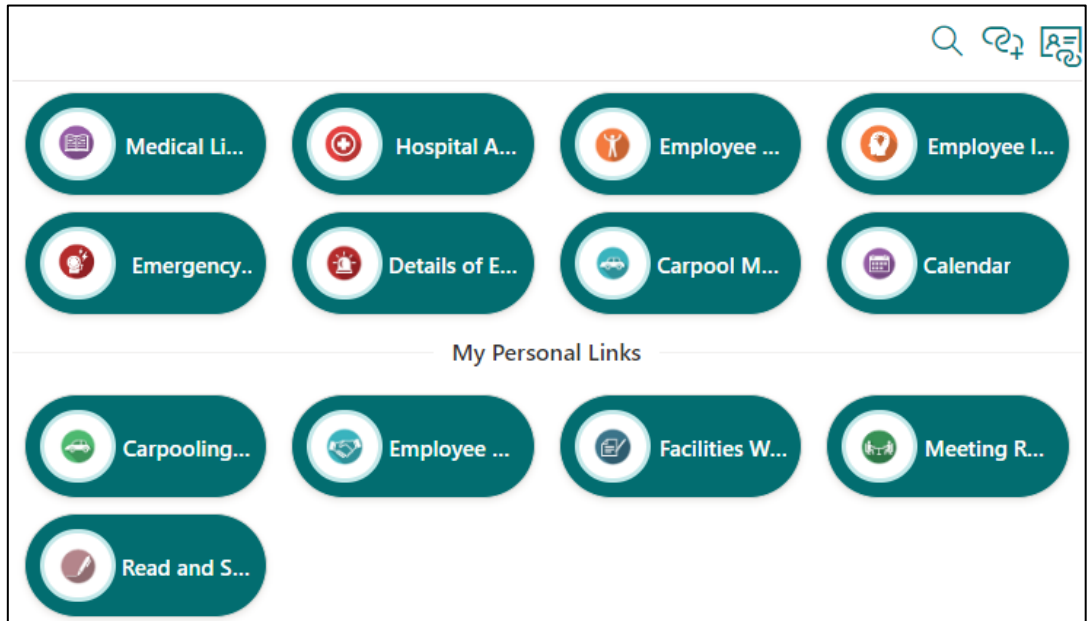 Medical Li...
Hospital A...
Employee ...
Employee I...
Emergency..
Details of E...
Carpool M...
Calendar
My Personal Links
Carpooling...
Employee ...
Facilities W...
Meeting R...
Read and S...